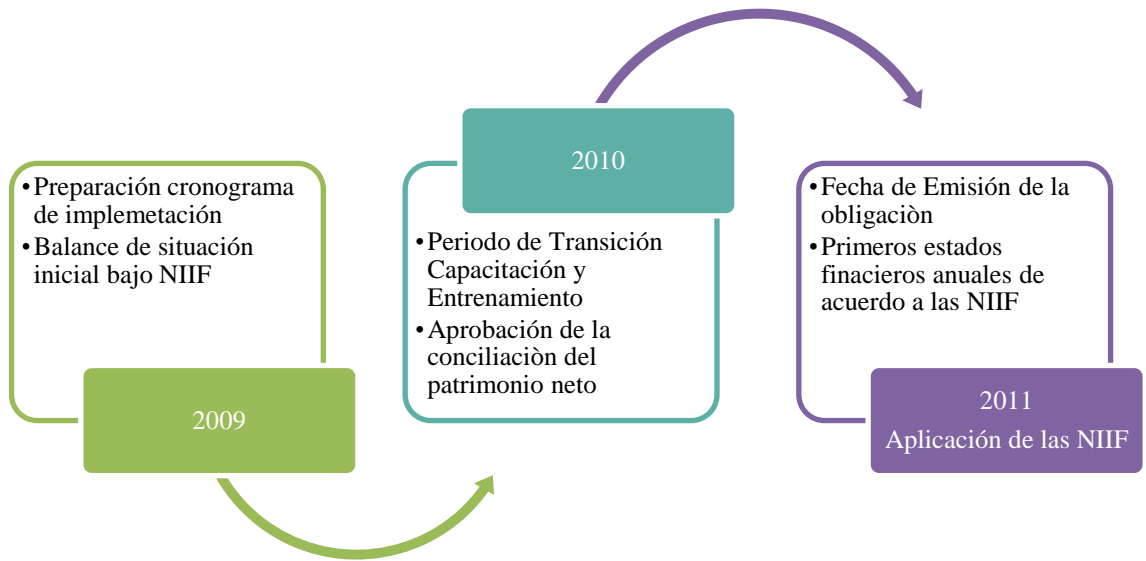 •Preparación cronograma
de implemetación
•Balance de situación
inicial bajo NIIF
2009
2010
•Periodo de Transición
Capacitación y
Entrenamiento
•Aprobación de la
conciliaciòn del
patrimonio neto
•Fecha de Emisión de la
obligaciòn
•Primeros estados
finacieros anuales de
acuerdo a las NIIF
2011
Aplicación de las NIIF